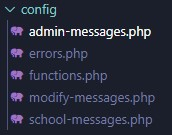 config
admin-messages.php
errors.php
functions.php
modify-messages.php
school-messages.php